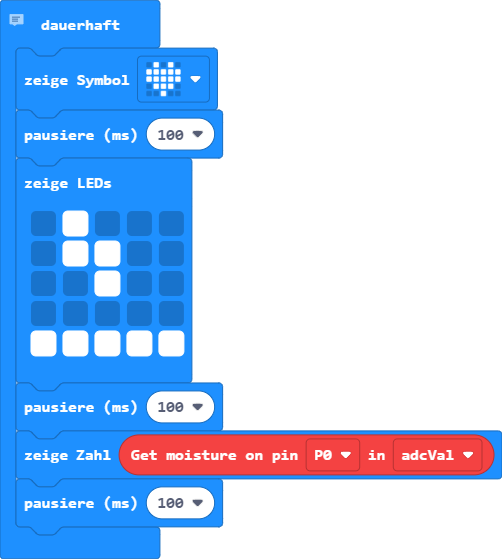 dauerhaft
zeige Symbol
pausiere (ms) 100
zeige LEDs
pausiere (ms) 100
zeige Zahl Get moisture on pin P0 in adcVal
pausiere (ms) 100